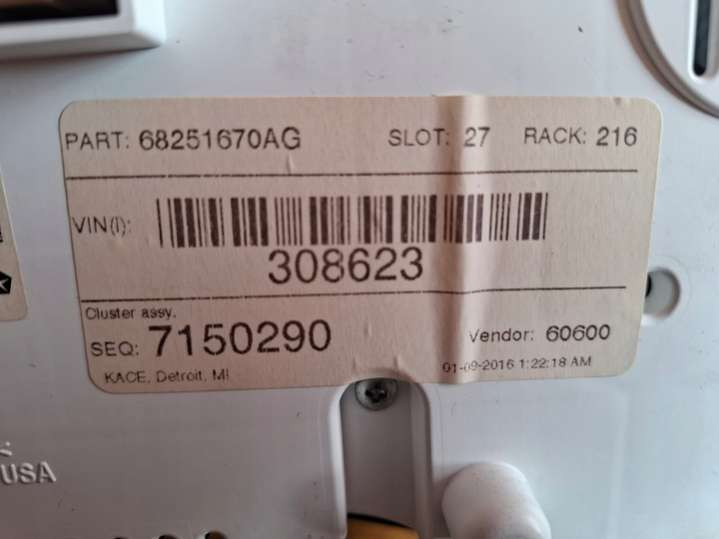 PART: 68251670AG SLOT: 27 RACK: 216
VIN(I):
308623
Cluster assy.
SEQ: 7150290 Vendor: 60600
KACE, Detroit, MI 01-09-2016 1:22:18 AM
USA